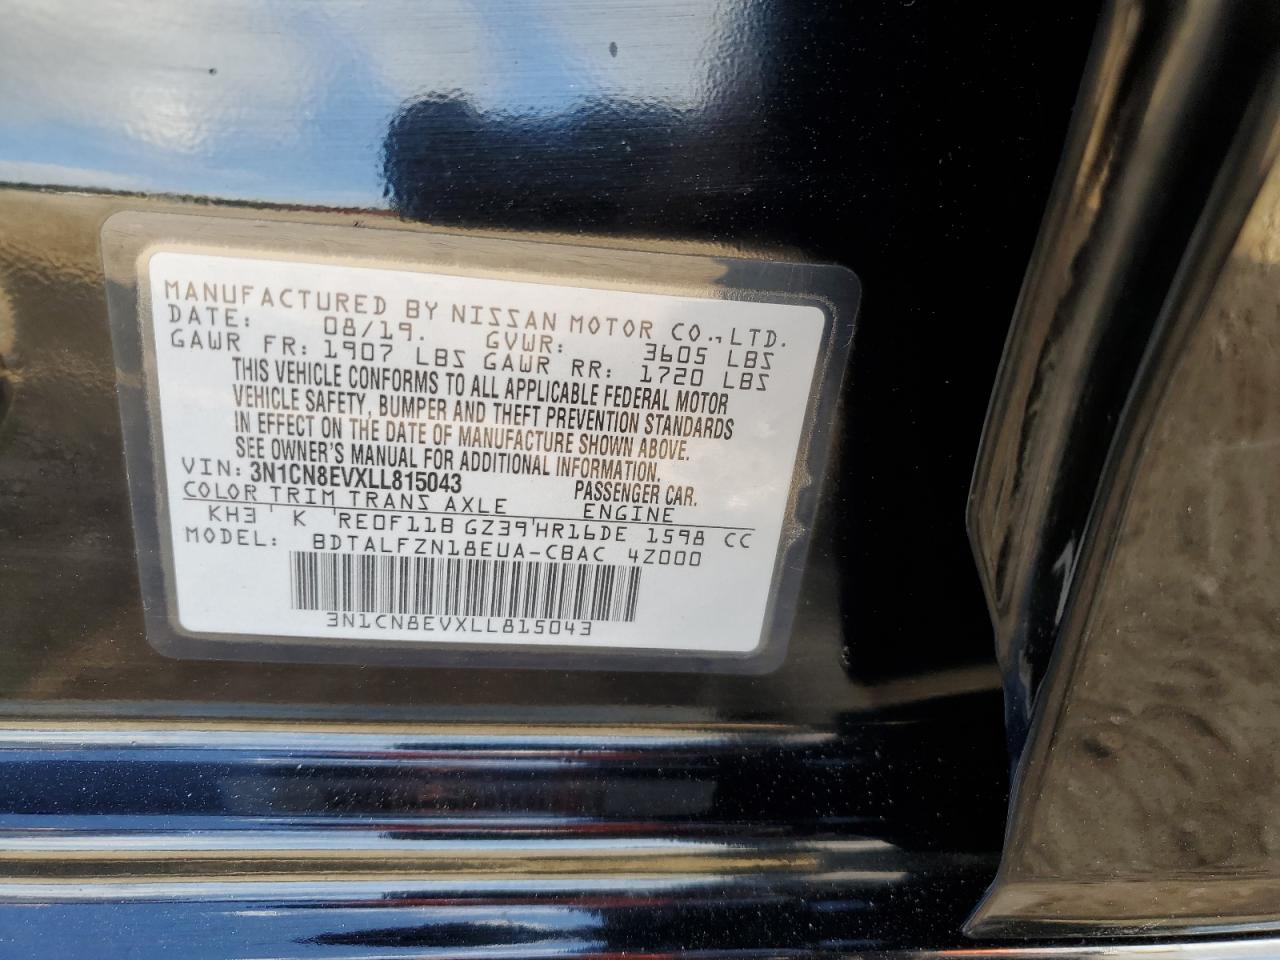 MANUFACTURED BY NISSAN MOTOR CO., LTD.
DATE: 08/19. GVWR: 3605 LBS
GAWR FR: 1907 LBS GAWR RR: 1720 LBS
THIS VEHICLE CONFORMS TO ALL APPLICABLE FEDERAL MOTOR
VEHICLE SAFETY, BUMPER AND THEFT PREVENTION STANDARDS
IN EFFECT ON THE DATE OF MANUFACTURE SHOWN ABOVE.
SEE OWNER'S MANUAL FOR ADDITIONAL INFORMATION.
VIN: 3N1CN8EVXLL815043 PASSENGER CAR.
COLOR TRIM TRANS AXLE ENGINE
KH3 ' K 'RE0F11B GZ39'HR16DE 1598 CC
MODEL: BDTALFZN18EUA-CBAC 4Z000
3N1CN8EVXLL815043